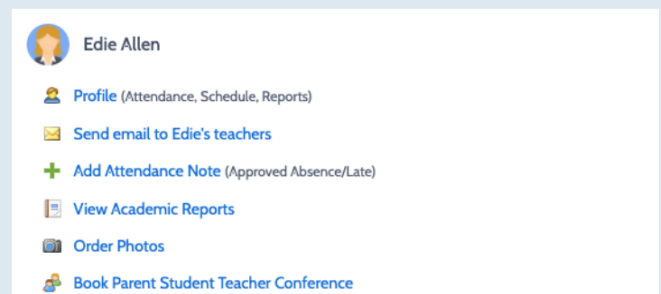 Edie Allen
Profile (Attendance, Schedule, Reports)
Send email to Edie's teachers
Add Attendance Note (Approved Absence/Late)
View Academic Reports
Order Photos
Book Parent Student Teacher Conference